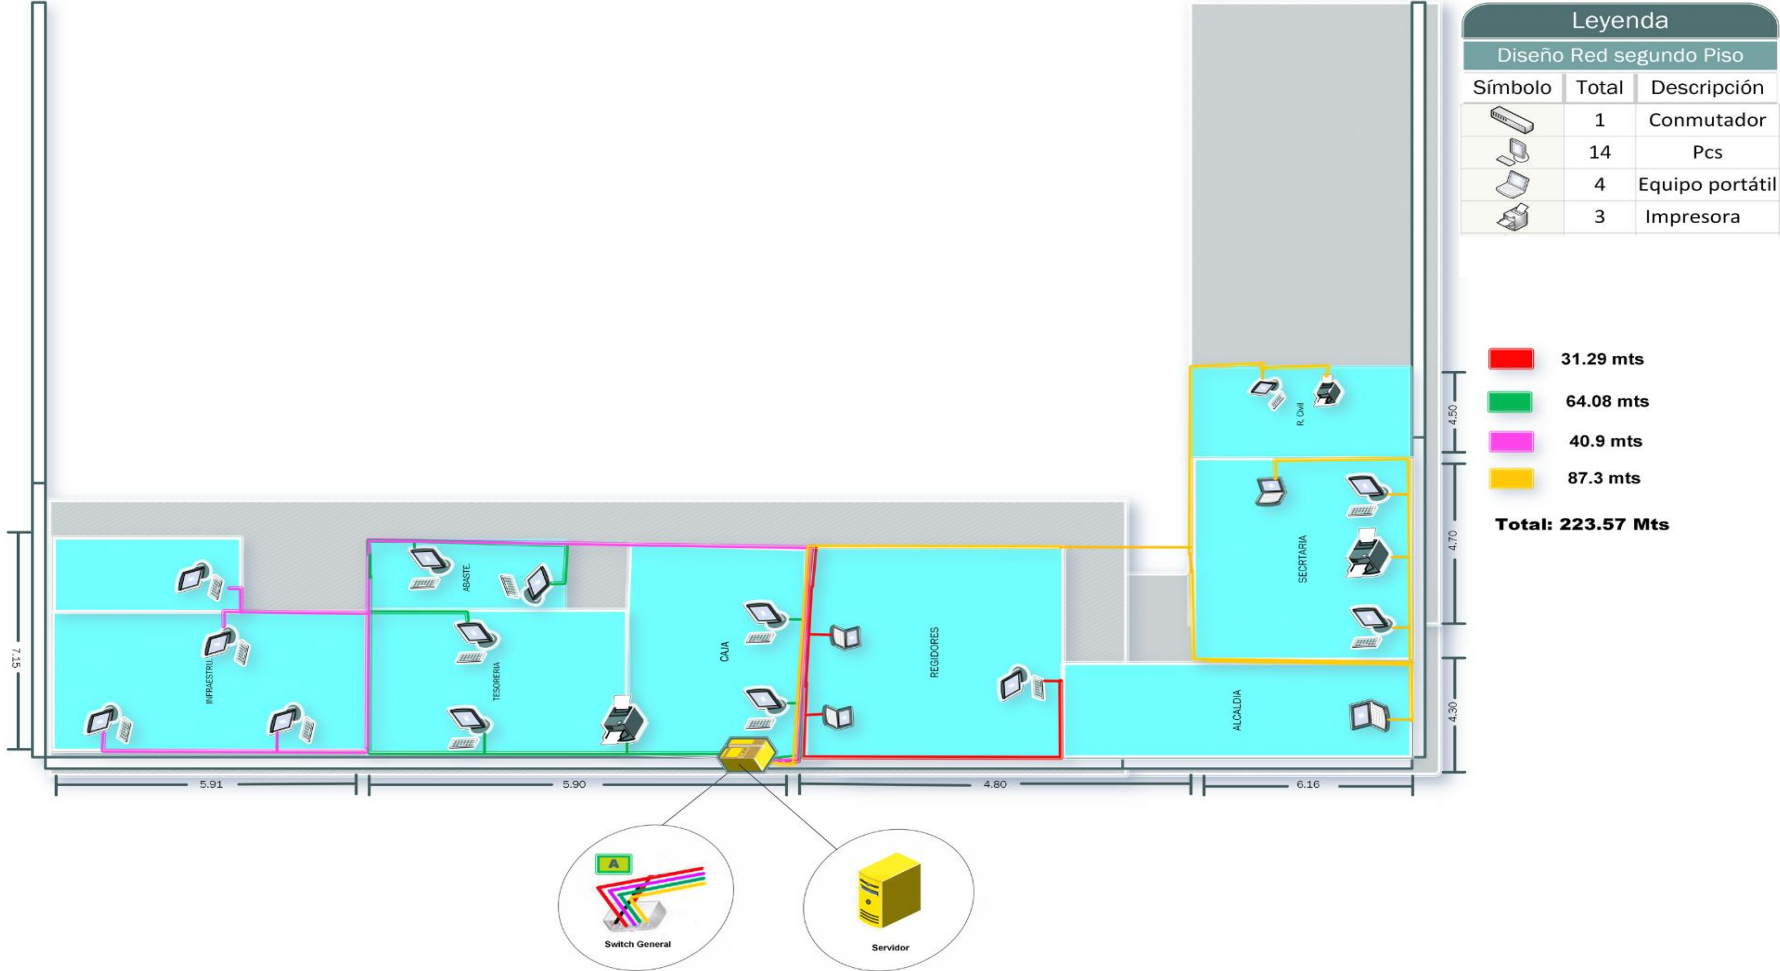 Leyenda
Diseño Red segundo Piso
Símbolo Total Descripción
1 Conmutador
14 Pcs
4 Equipo portátil
3 Impresora
31.29 mts
64.08 mts
40.9 mts
87.3 mts
Total: 223.57 Mts
R. Civil
4.50
SECRTARIA
4.70
ABASTE.
CAJA
REGIDORES
INFRAESTRU.
TESORERIA
ALCALDIA
7.15
4.30
5.91
5.90
4.80
6.16
A
Switch General
Servidor